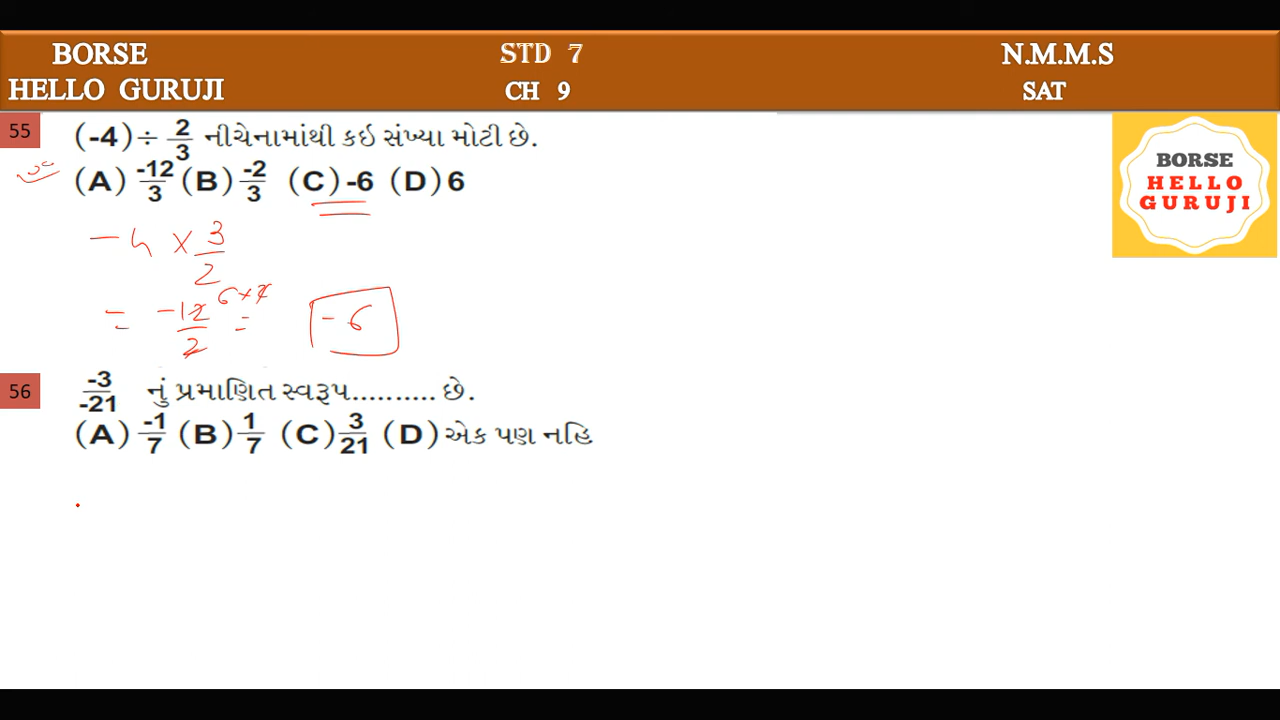 BORSE STD 7 N.M.M.S
HELLO GURUJI CH 9 SAT
55 (-4) ÷ 2/3 નીચેનામાંથી કઇ સંખ્યા મોટી છે.
(A) -12/3 (B) -2/3 (C) -6 (D) 6
BORSE
HELLO
GURUJI
-4 × 3/2
= -12/2 = -6
6×2
56 -3/-21 નું પ્રમાણિત સ્વરૂપ.......... છે.
(A) -1/7 (B) 1/7 (C) 3/21 (D) એક પણ નહિ